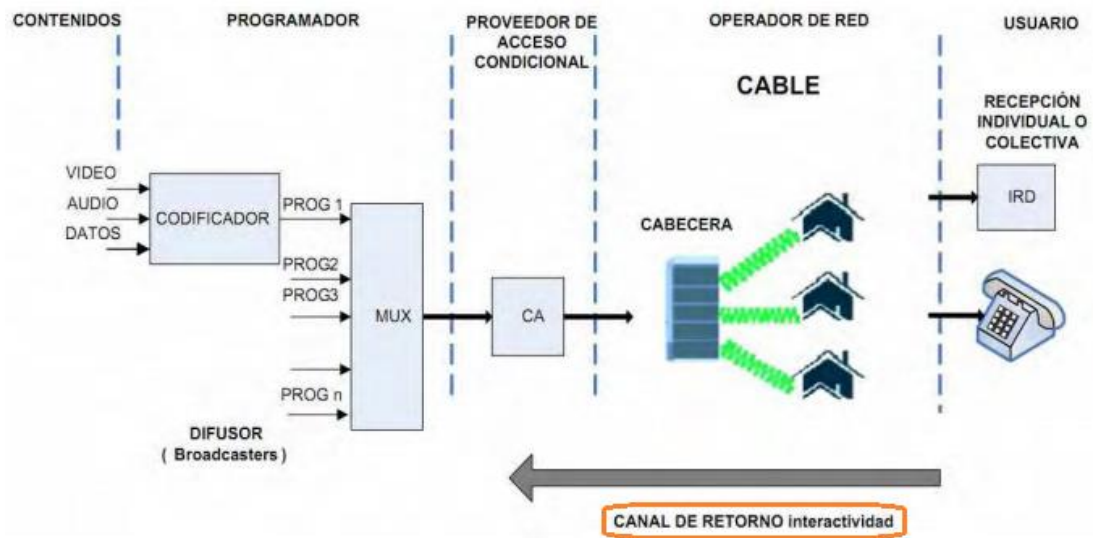 CONTENIDOS
PROGRAMADOR
PROVEEDOR DE
ACCESO
CONDICIONAL
OPERADOR DE RED
USUARIO
CABLE
RECEPCIÓN
INDIVIDUAL O
COLECTIVA
VIDEO
AUDIO
DATOS
CODIFICADOR
PROG 1
PROG2
PROG3
PROG n
MUX
CA
CABECERA
IRD
DIFUSOR
( Broadcasters )
CANAL DE RETORNO interactividad